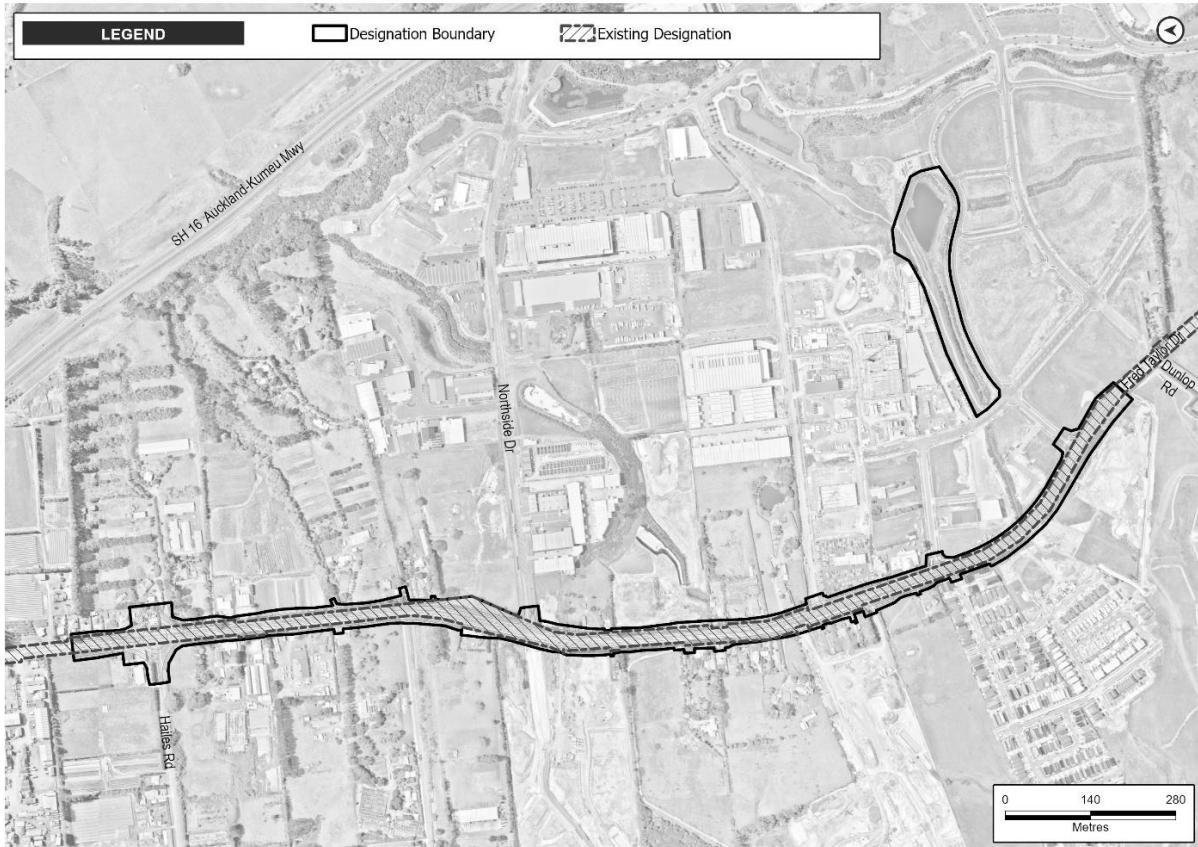 LEGEND
Designation Boundary
Existing Designation
SH 16 Auckland-Kumeu Mwy
Northside Dr
Fred Taylor Dr
Dunlop
Rd
Hailes Rd
0 140 280
Metres